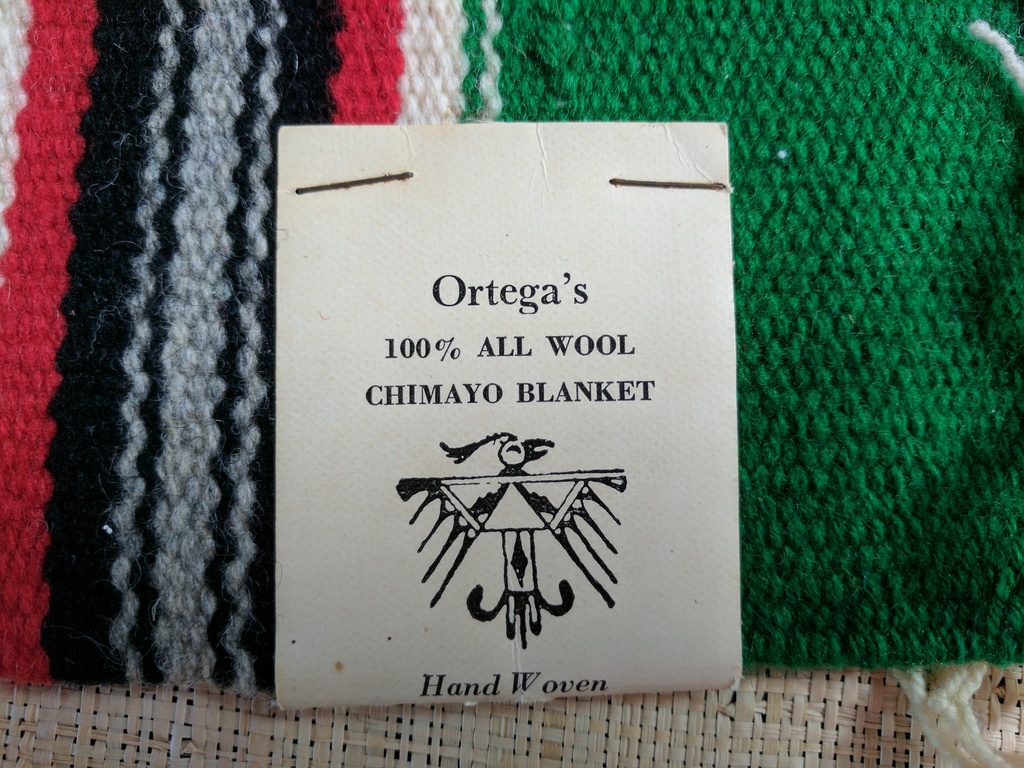 Ortega's
100% ALL WOOL
CHIMAYO BLANKET
Hand Woven